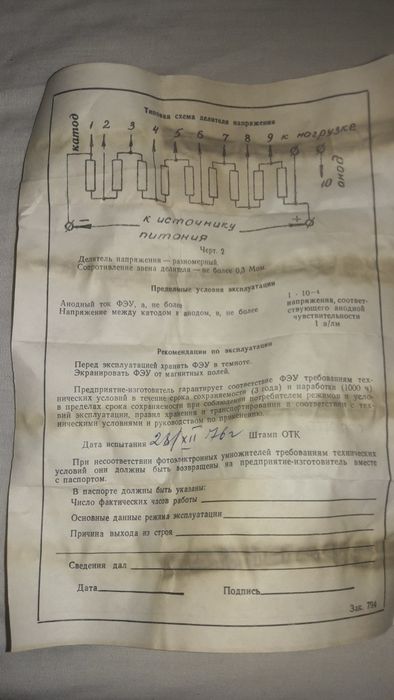 Типовая схема делителя напряжения
катод 1 2 3 4 5 6 7 8 9 к нагрузке
10 анод
− к источнику +
питания
Черт. 2
Делитель напряжения — равномерный.
Сопротивление звена делителя — не более 0,3 Мом.
Предельные условия эксплуатации
Анодный ток ФЭУ, а, не более 1 · 10−4
Напряжение между катодом и анодом, в, не более напряжения, соответ-
ствующего анодной
чувствительности
1 а/лм
Рекомендации по эксплуатации
Перед эксплуатацией хранить ФЭУ в темноте.
Экранировать ФЭУ от магнитных полей.
Предприятие-изготовитель гарантирует соответствие ФЭУ требованиям тех-
нических условий в течение срока сохраняемости (3 года) и наработки (1000 ч)
в пределах срока сохраняемости при соблюдении потребителем режимов и усло-
вий эксплуатации, правил хранения и транспортирования в соответствии с тех-
ническими условиями и руководством по применению.
Дата испытания 28/XII 76г Штамп ОТК
При несоответствии фотоэлектронных умножителей требованиям технических
условий они должны быть возвращены на предприятие-изготовитель вместе
с паспортом.
В паспорте должны быть указаны:
Число фактических часов работы
Основные данные режима эксплуатации
Причина выхода из строя
Сведения дал
Дата Подпись
Зак. 794